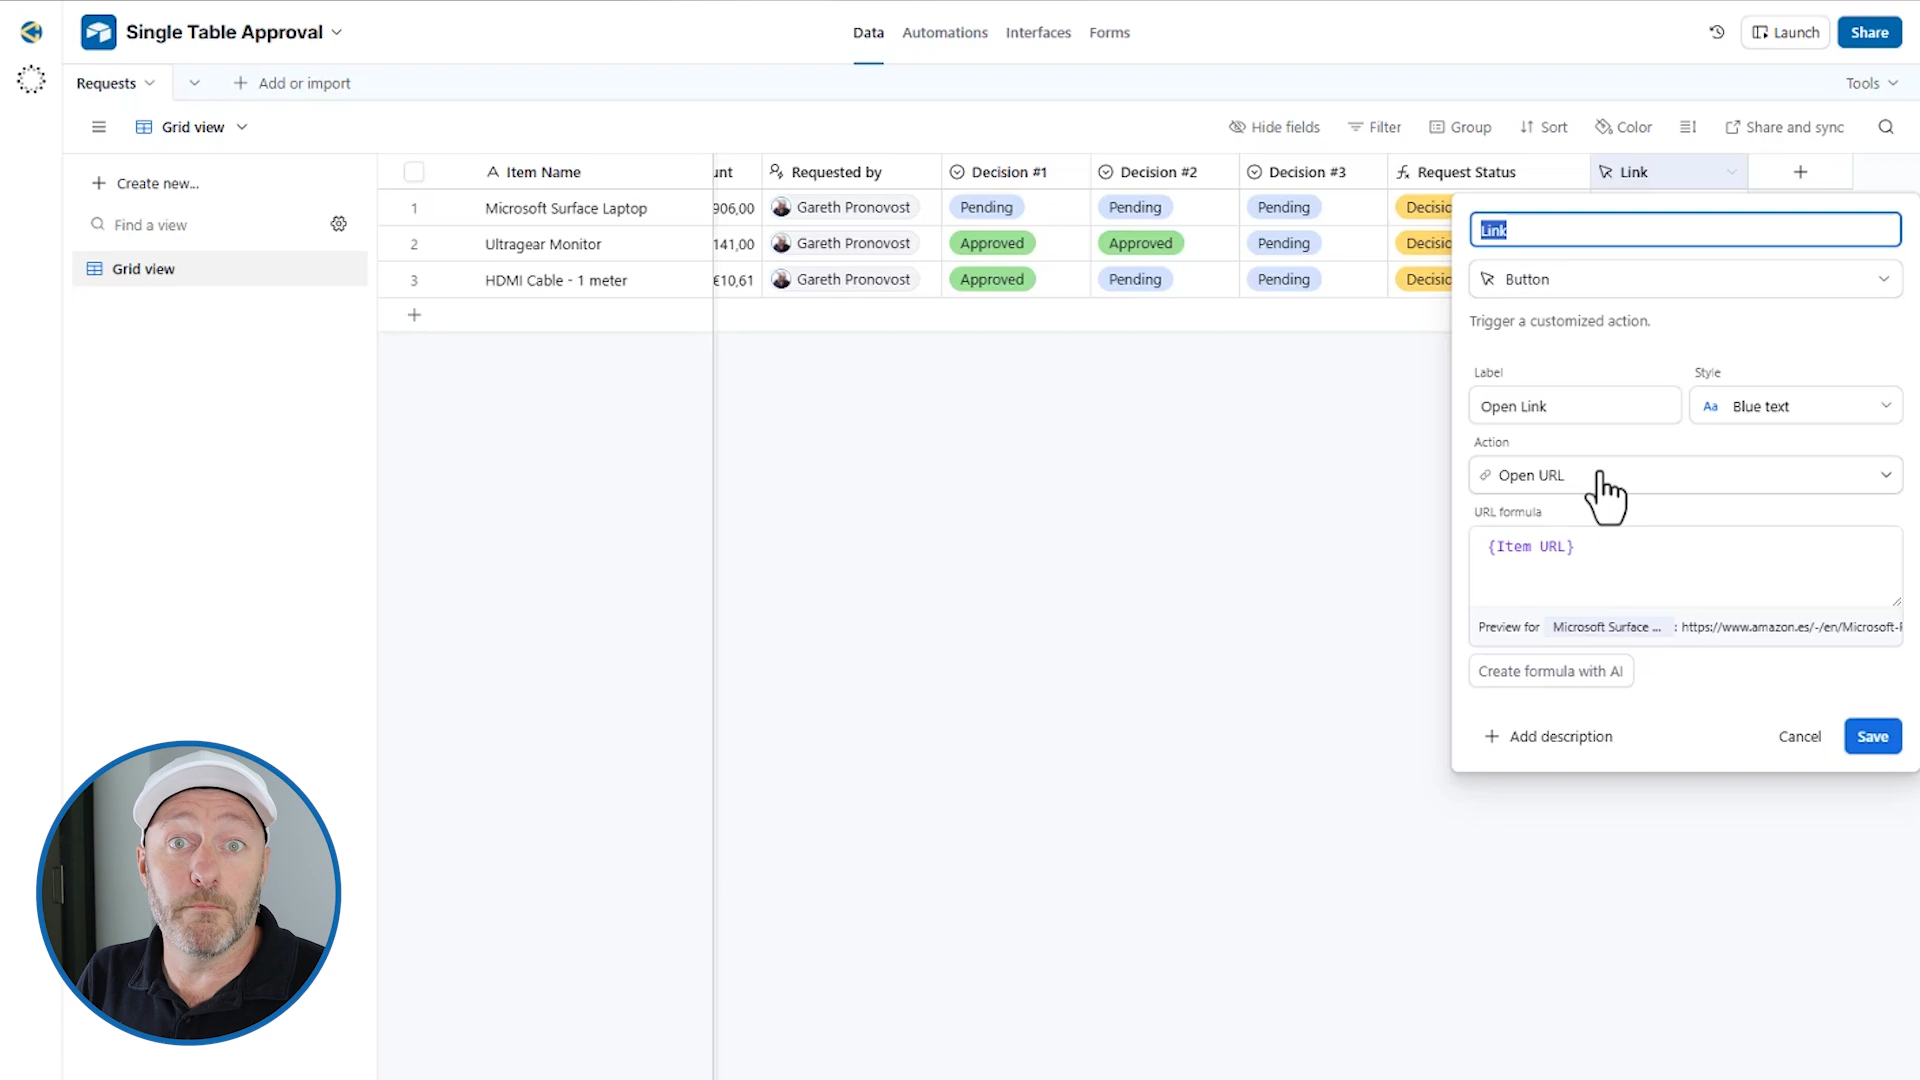 Single Table Approval
Data
Automations
Interfaces
Forms
Launch
Share
Requests
Add or import
Tools
Grid view
Hide fields
Filter
Group
Sort
Color
Share and sync
Create new...
Find a view
Grid view
Item Name
unt
Requested by
Decision #1
Decision #2
Decision #3
Request Status
Link
1 Microsoft Surface Laptop 906,00 Gareth Pronovost Pending Pending Pending Decisio
2 Ultragear Monitor 141,00 Gareth Pronovost Approved Approved Pending Decisio
3 HDMI Cable - 1 meter €10,61 Gareth Pronovost Approved Pending Pending Decisio
Link
Button
Trigger a customized action.
Label
Style
Open Link
Aa Blue text
Action
Open URL
URL formula
{Item URL}
Preview for Microsoft Surface ... : https://www.amazon.es/-/en/Microsoft-
Create formula with AI
Add description
Cancel
Save